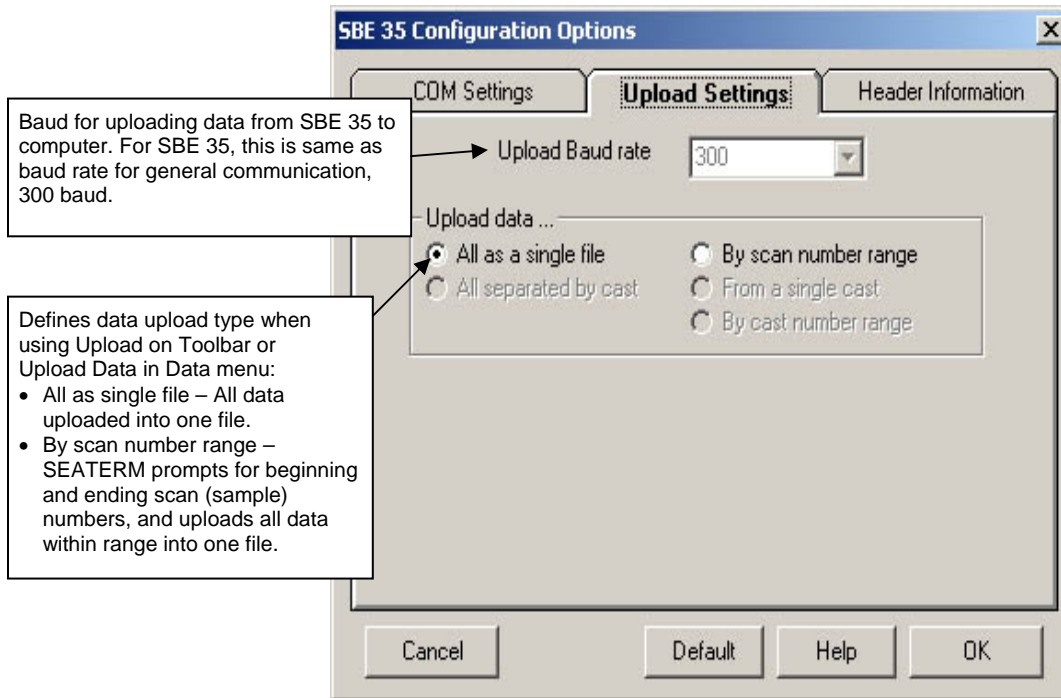 SBE 35 Configuration Options
COM Settings
Upload Settings
Header Information
Baud for uploading data from SBE 35 to
computer. For SBE 35, this is same as
baud rate for general communication,
300 baud.
Upload Baud rate
300
Upload data ...
All as a single file
By scan number range
All separated by cast
From a single cast
By cast number range
Defines data upload type when
using Upload on Toolbar or
Upload Data in Data menu:
• All as single file – All data
uploaded into one file.
• By scan number range –
SEATERM prompts for beginning
and ending scan (sample)
numbers, and uploads all data
within range into one file.
Cancel
Default
Help
OK